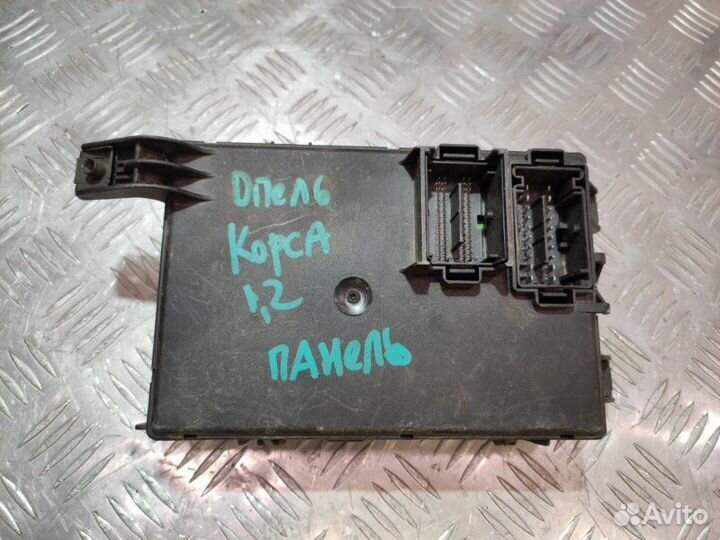 Опель
Корса
1,2
панель
Avito